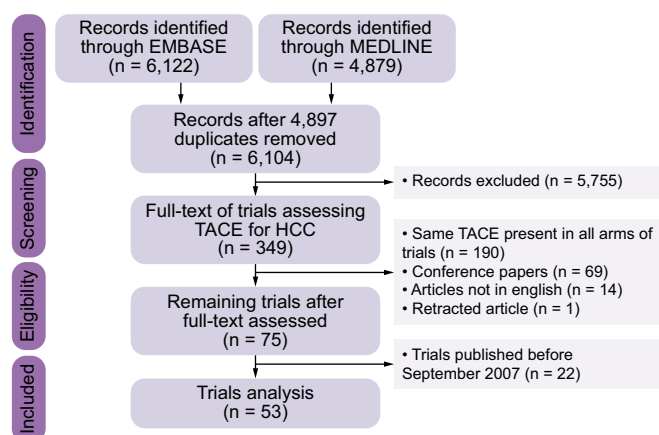 Identification
Records identified
through EMBASE
(n = 6,122)
Records identified
through MEDLINE
(n = 4,879)
Records after 4,897
duplicates removed
(n = 6,104)
Screening
• Records excluded (n = 5,755)
Full-text of trials assessing
TACE for HCC
n = 349)
• Same TACE present in all arms of
trials (n = 190)
• Conference papers (n = 69)
• Articles not in english (n = 14)
• Retracted article (n = 1)
Eligibility
Remaining trials after
full-text assessed
(n = 75)
• Trials published before
September 2007 (n = 22)
Included
Trials analysis
n = 53)